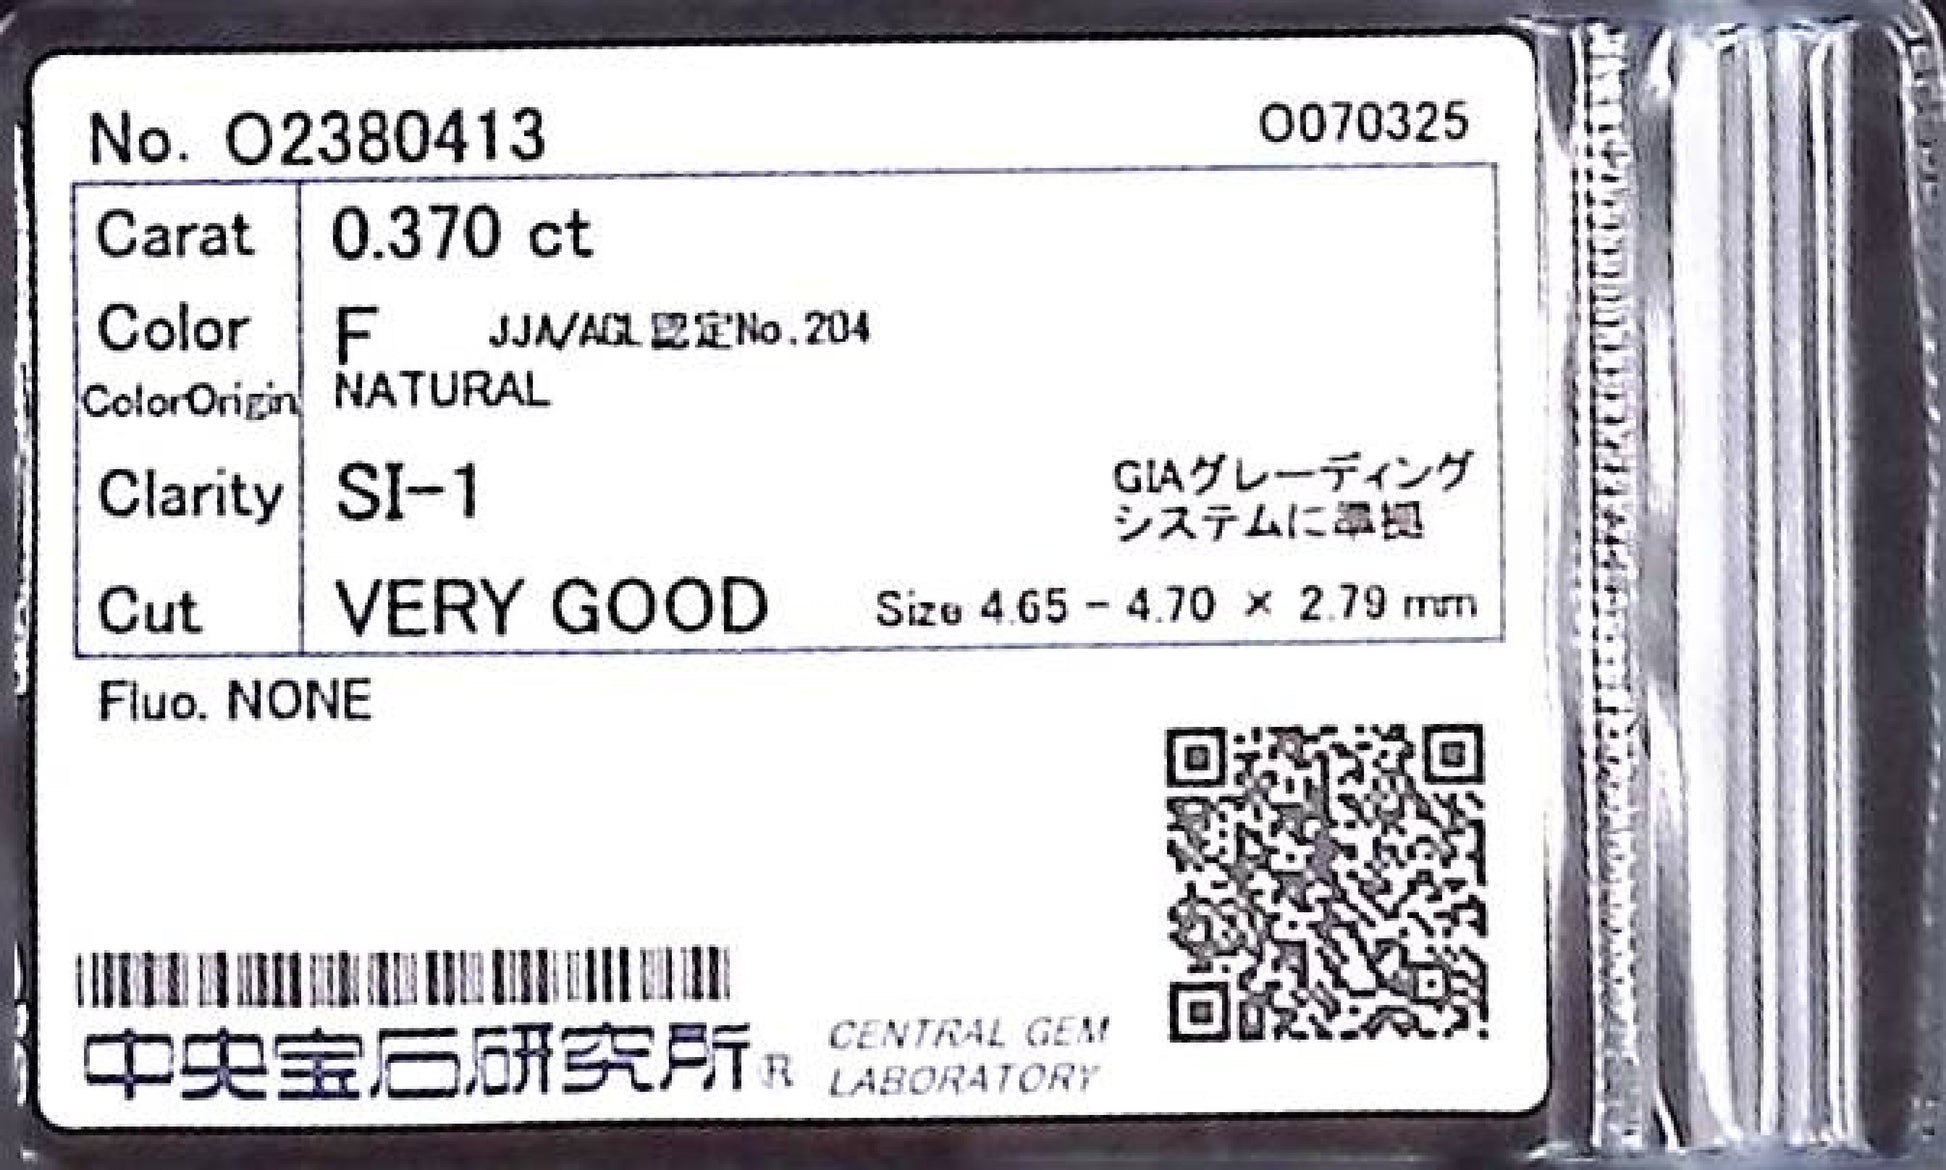 No. O2380413
O070325
Carat 0.370 ct
Color F JJA/AGL認定No.204
ColorOrigin NATURAL
Clarity SI-1
GIAグレーディング
システムに準拠
Cut VERY GOOD Size 4.65 - 4.70 × 2.79 mm
Fluo. NONE
中央宝石研究所® CENTRAL GEM
LABORATORY